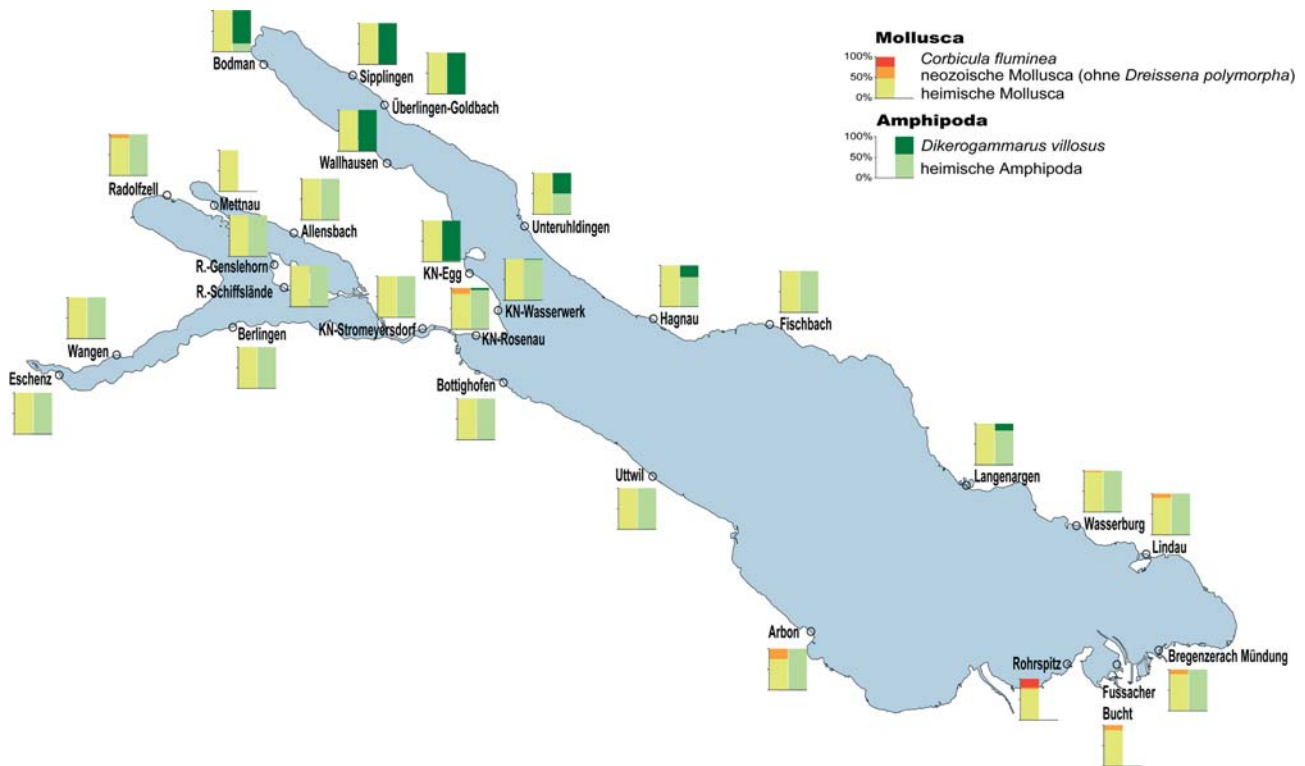 Mollusca
100%
50%
0%
Corbicula fluminea
neozoische Mollusca (ohne Dreissena polymorpha)
heimische Mollusca
Amphipoda
100%
50%
0%
Dikerogammarus villosus
heimische Amphipoda
Bodman
Sipplingen
Überlingen-Goldbach
Wallhausen
Radolfzell
Mettnau
Allensbach
Unteruhldingen
R.-Genslehorn
KN-Egg
R.-Schiffslände
KN-Wasserwerk
Hagnau
Fischbach
KN-Stromeyersdorf
KN-Rosenau
Berlingen
Wangen
Eschenz
Bottighofen
Uttwil
Langenargen
Wasserburg
Lindau
Arbon
Rohrspitz
Bregenzerach Mündung
Fussacher
Bucht